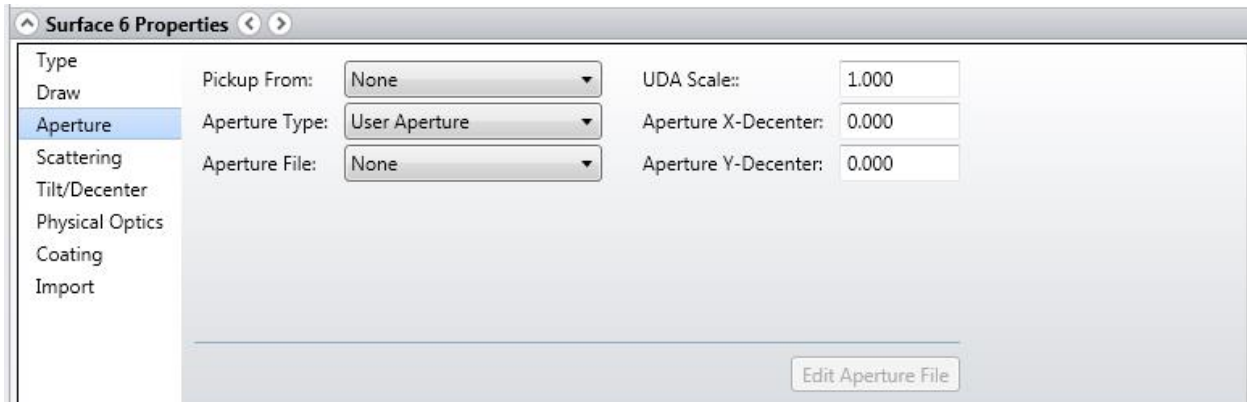 Surface 6 Properties
Type
Draw
Aperture
Scattering
Tilt/Decenter
Physical Optics
Coating
Import
Pickup From: None UDA Scale:: 1.000
Aperture Type: User Aperture Aperture X-Decenter: 0.000
Aperture File: None Aperture Y-Decenter: 0.000
Edit Aperture File